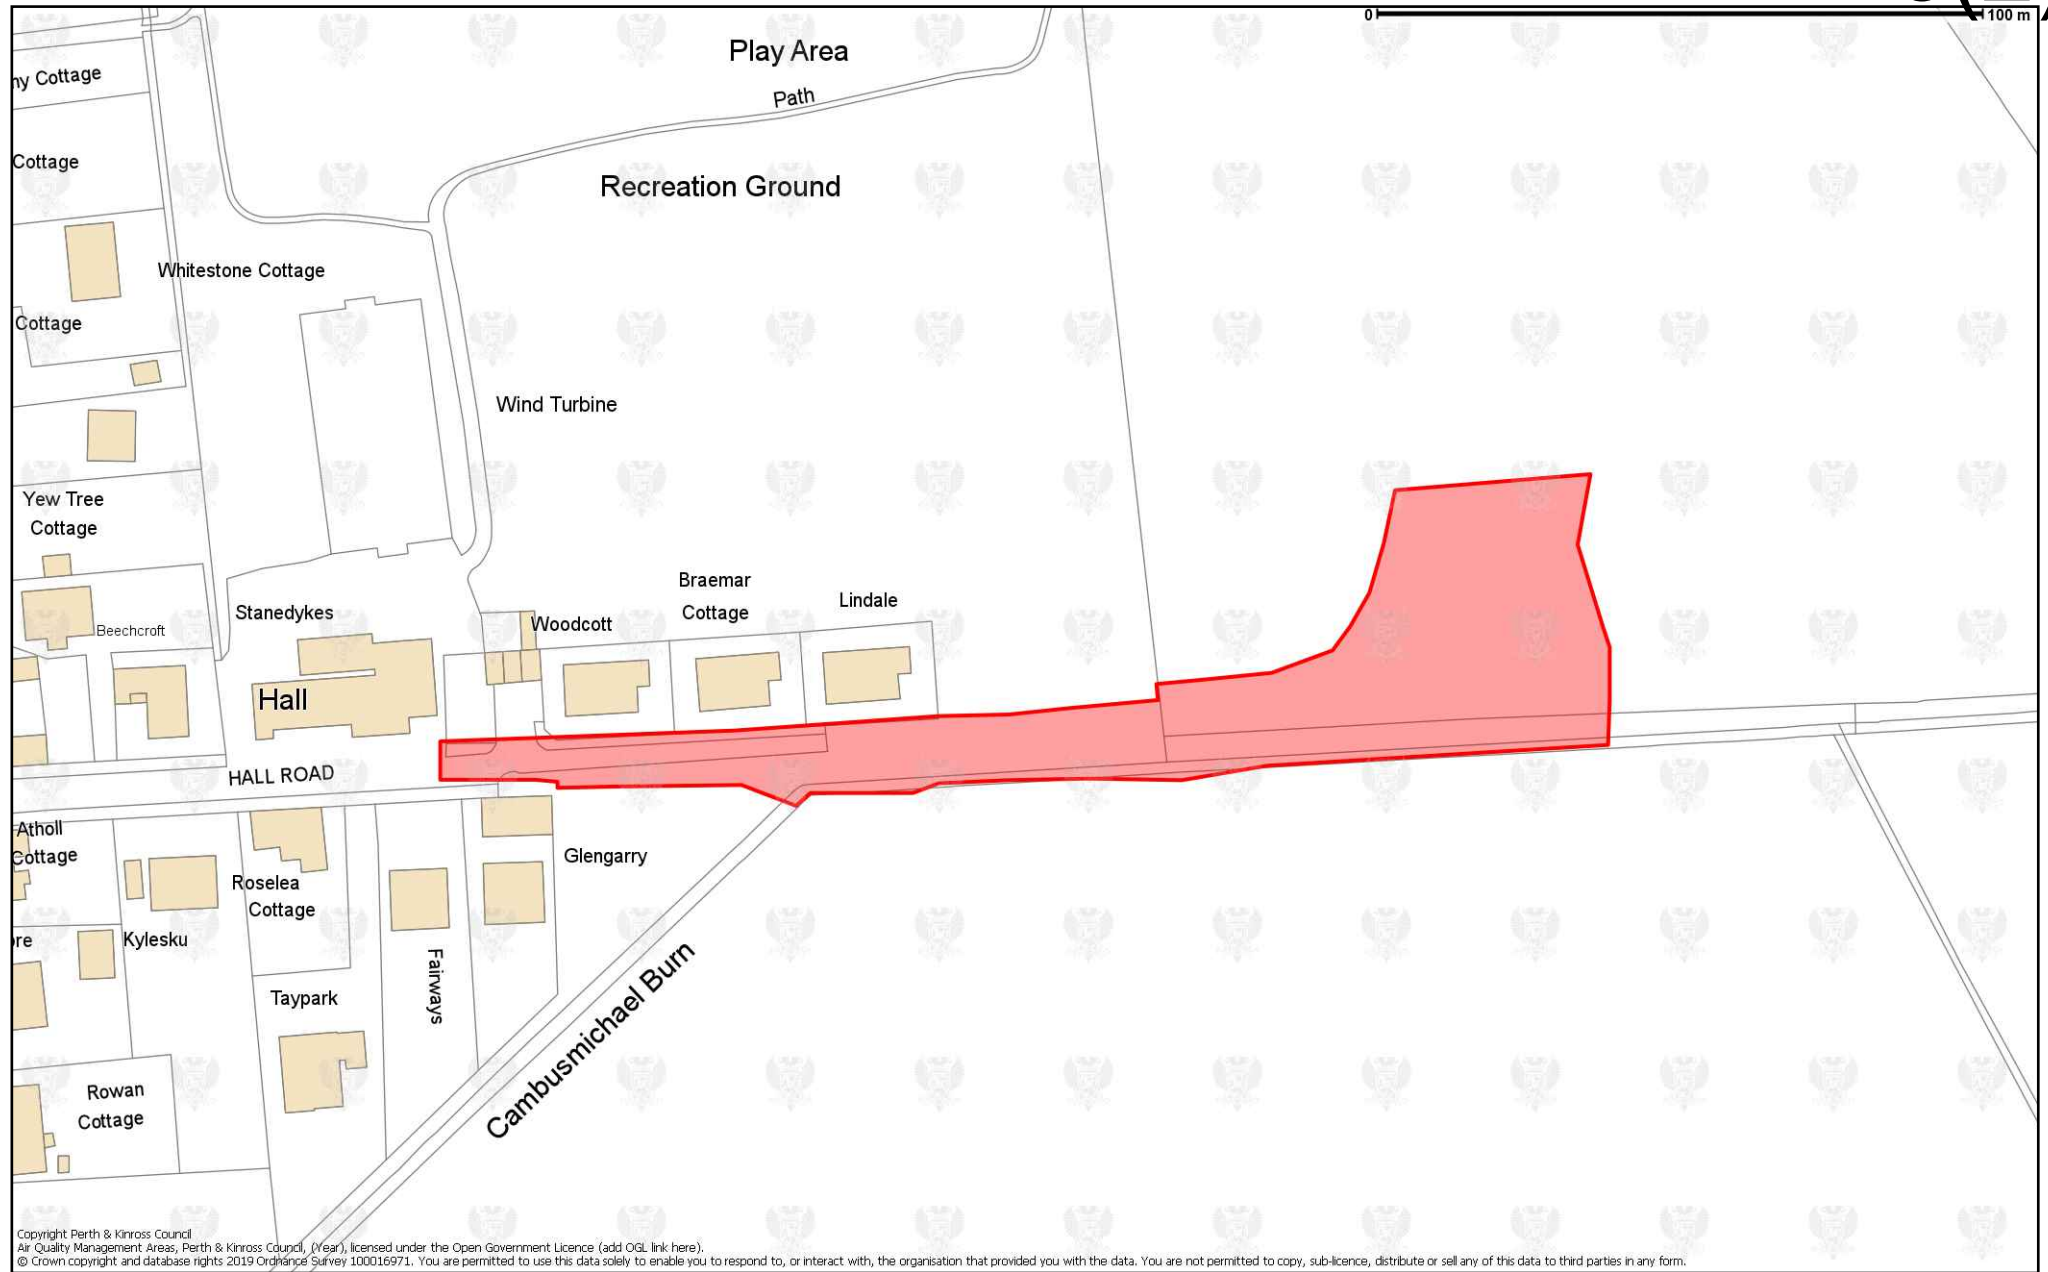 0
100 m
Play Area
Path
Cottage
Cottage
Recreation Ground
Whitestone Cottage
Cottage
Wind Turbine
Yew Tree
Cottage
Braemar
Cottage
Lindale
Stanedykes
Woodcott
Beechcroft
Hall
HALL ROAD
Atholl
Cottage
Glengarry
Roselea
Cottage
Kylesku
Fairways
Cambusmichael Burn
Taypark
Rowan
Cottage
Copyright Perth & Kinross Council
Air Quality Management Areas, Perth & Kinross Council, (Year), licensed under the Open Government Licence (add OGL link here).
© Crown copyright and database rights 2019 Ordnance Survey 100016971. You are permitted to use this data solely to enable you to respond to, or interact with, the organisation that provided you with the data. You are not permitted to copy, sub-licence, distribute or sell any of this data to third parties in any form.